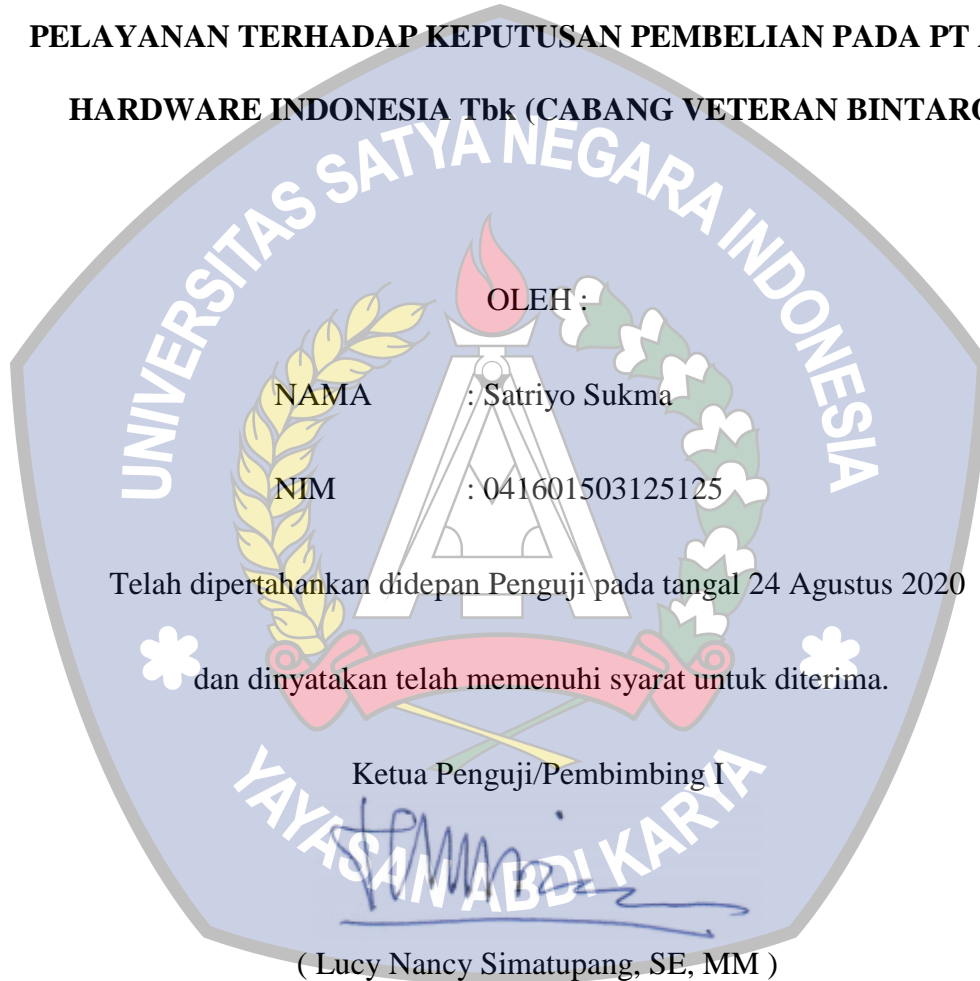 PELAYANAN TERHADAP KEPUTUSAN PEMBELIAN PADA PT
HARDWARE INDONESIA Tbk (CABANG VETERAN BINTARO
UNIVERSITAS SATYA NEGARA INDONESIA
OLEH :
NAMA : Satriyo Sukma
NIM : 041601503125125
Telah dipertahankan didepan Penguji pada tangal 24 Agustus 2020
dan dinyatakan telah memenuhi syarat untuk diterima.
Ketua Penguji/Pembimbing I
YAYASAN ABDI KARYA
( Lucy Nancy Simatupang, SE, MM )